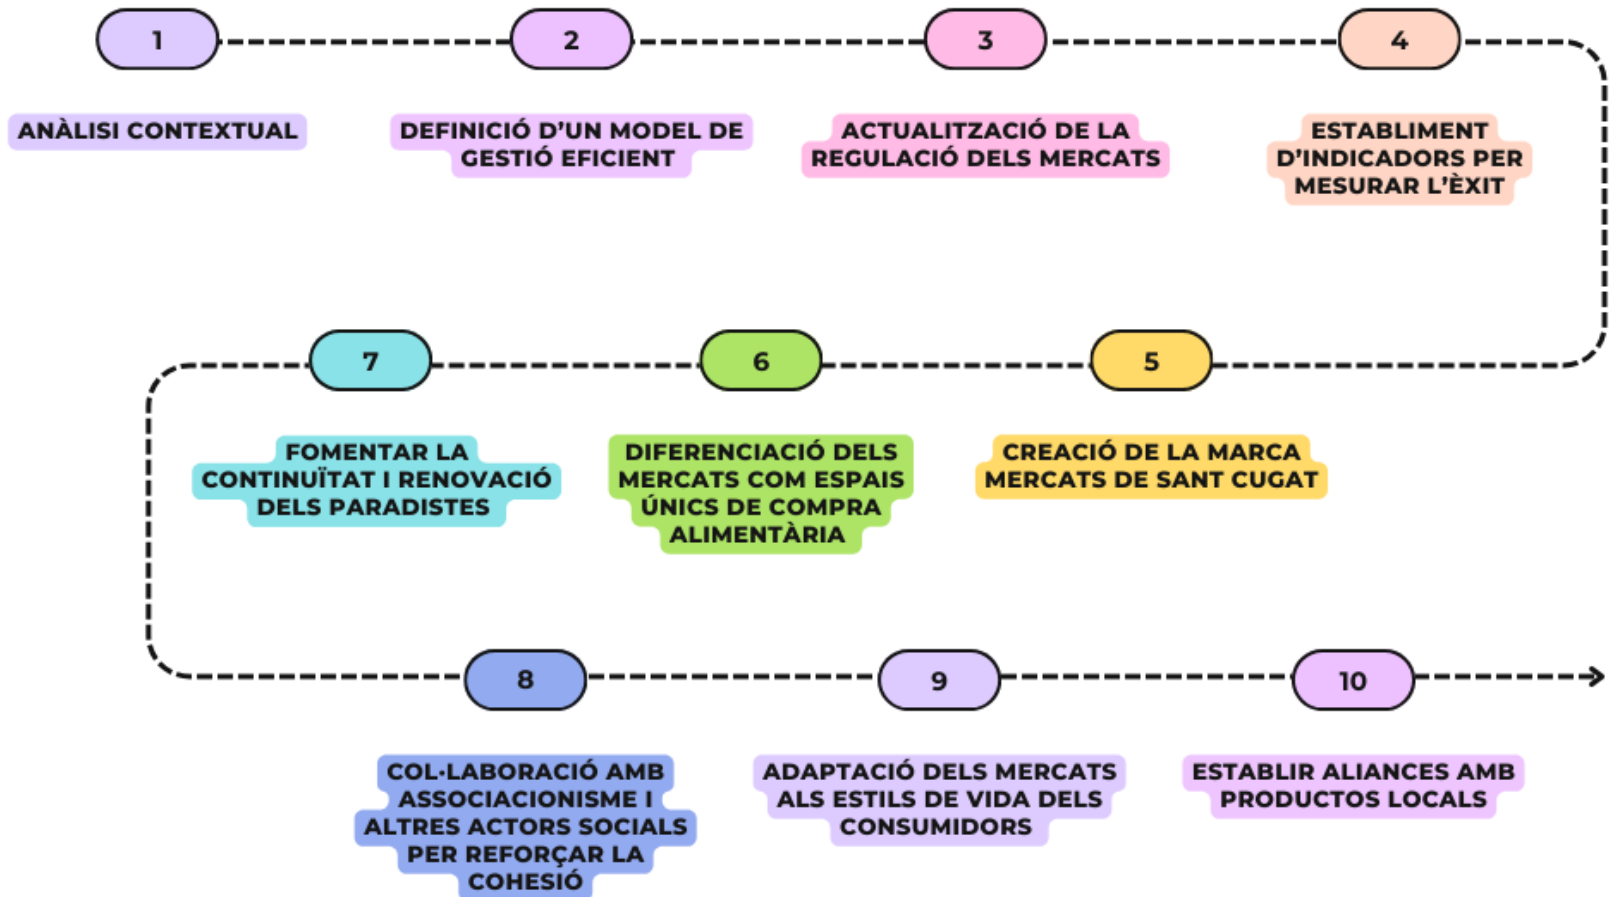 1
ANÀLISI CONTEXTUAL
2
DEFINICIÓ D'UN MODEL DE
GESTIÓ EFICIENT
3
ACTUALITZACIÓ DE LA
REGULACIÓ DELS MERCATS
4
ESTABLIMENT
D'INDICADORS PER
MESURAR L'ÈXIT
5
CREACIÓ DE LA MARCA
MERCATS DE SANT CUGAT
6
DIFERENCIACIÓ DELS
MERCATS COM ESPAIS
ÚNICS DE COMPRA
ALIMENTÀRIA
7
FOMENTAR LA
CONTINUÏTAT I RENOVACIÓ
DELS PARADISTES
8
COL·LABORACIÓ AMB
ASSOCIACIONISME I
ALTRES ACTORS SOCIALS
PER REFORÇAR LA
COHESIÓ
9
ADAPTACIÓ DELS MERCATS
ALS ESTILS DE VIDA DELS
CONSUMIDORS
10
ESTABLIR ALIANCES AMB
PRODUCTOS LOCALS